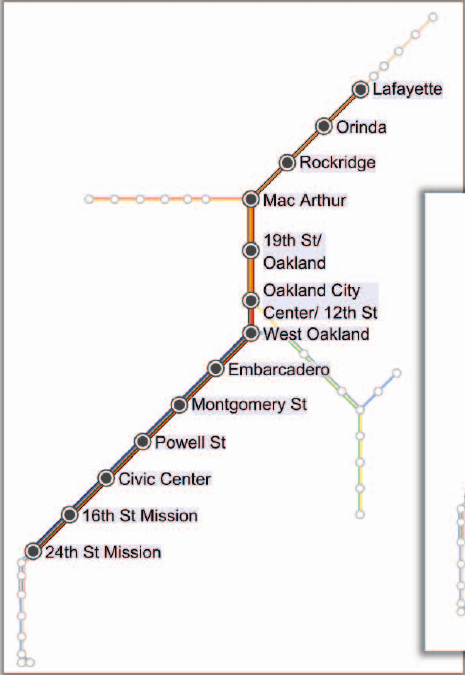 Lafayette
Orinda
Rockridge
Mac Arthur
19th St/
Oakland
Oakland City
Center/ 12th St
West Oakland
Embarcadero
Montgomery St
Powell St
Civic Center
16th St Mission
24th St Mission